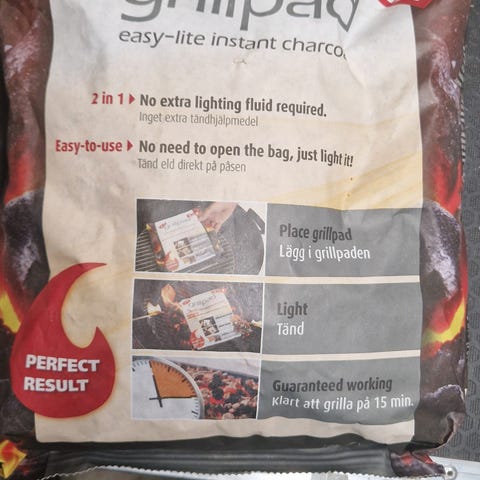 grillpad
easy-lite instant charcoal
2 in 1 No extra lighting fluid required.
Inget extra tändhjälpmedel
Easy-to-use No need to open the bag, just light it!
Tänd eld direkt på påsen
Place grillpad
Lägg i grillpaden
Light
Tänd
PERFECT
RESULT
Guaranteed working
Klart att grilla på 15 min.